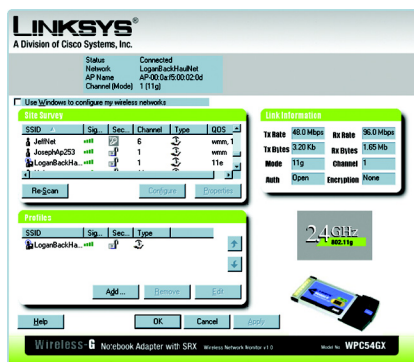 LINKSYS®
A Division of Cisco Systems, Inc.
Status Connected
Network LoganBackHaulNet
AP Name AP-00:0a:f5:00:02:0d
Channel (Mode) 1 (11g)
Use Windows to configure my wireless networks
Site Survey
SSID Sig... Sec... Channel Type QOS
JeffNet 6 wmm, 1
JosephAp253 1 wmm
LoganBackHa... 1 11e
Re-Scan Configure Properties
Link Information
Tx Rate 48.0 Mbps Rx Rate 96.0 Mbps
Tx Bytes 3.20 Kb Rx Bytes 1.65 Mb
Mode 11g Channel 1
Auth Open Encryption None
Profiles
SSID Sig... Sec... Type
LoganBackHa...
Add ... Remove Edit
2.4GHz
802.11g
Help OK Cancel Apply
Wireless-G Notebook Adapter with SRX Wireless Network Monitor v1.0 Model No. WPC54GX